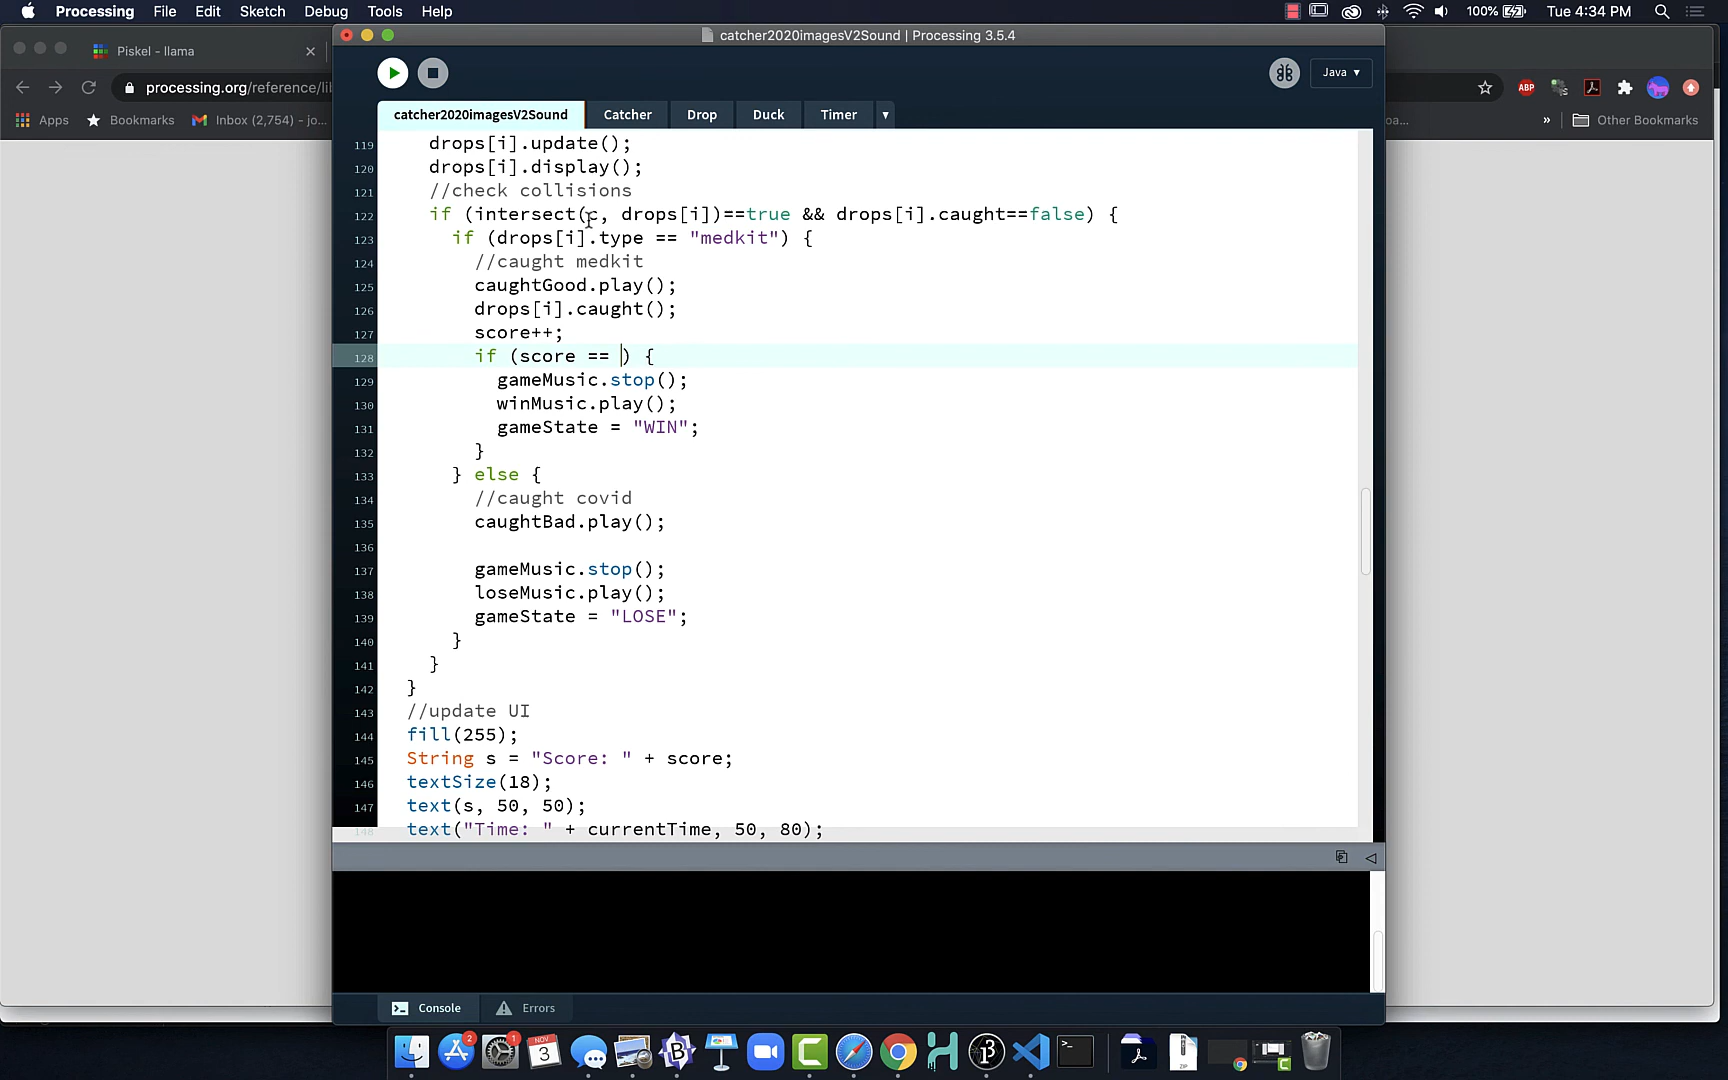 Processing File Edit Sketch Debug Tools Help 100% Tue 4:34 PM
Piskel - llama
catcher2020imagesV2Sound | Processing 3.5.4
processing.org/reference/li
Java
ABP
Apps Bookmarks Inbox (2,754) - jo...
oa... » Other Bookmarks
catcher2020imagesV2Sound Catcher Drop Duck Timer
119 drops[i].update();
120 drops[i].display();
121 //check collisions
122 if (intersect(c, drops[i])==true && drops[i].caught==false) {
123 if (drops[i].type == "medkit") {
124 //caught medkit
125 caughtGood.play();
126 drops[i].caught();
127 score++;
128 if (score == ) {
129 gameMusic.stop();
130 winMusic.play();
131 gameState = "WIN";
132 }
133 } else {
134 //caught covid
135 caughtBad.play();
136
137 gameMusic.stop();
138 loseMusic.play();
139 gameState = "LOSE";
140 }
141 }
142 }
143 //update UI
144 fill(255);
145 String s = "Score: " + score;
146 textSize(18);
147 text(s, 50, 50);
148 text("Time: " + currentTime, 50, 80);
Console Errors
2
1
NOV
3
ZIP